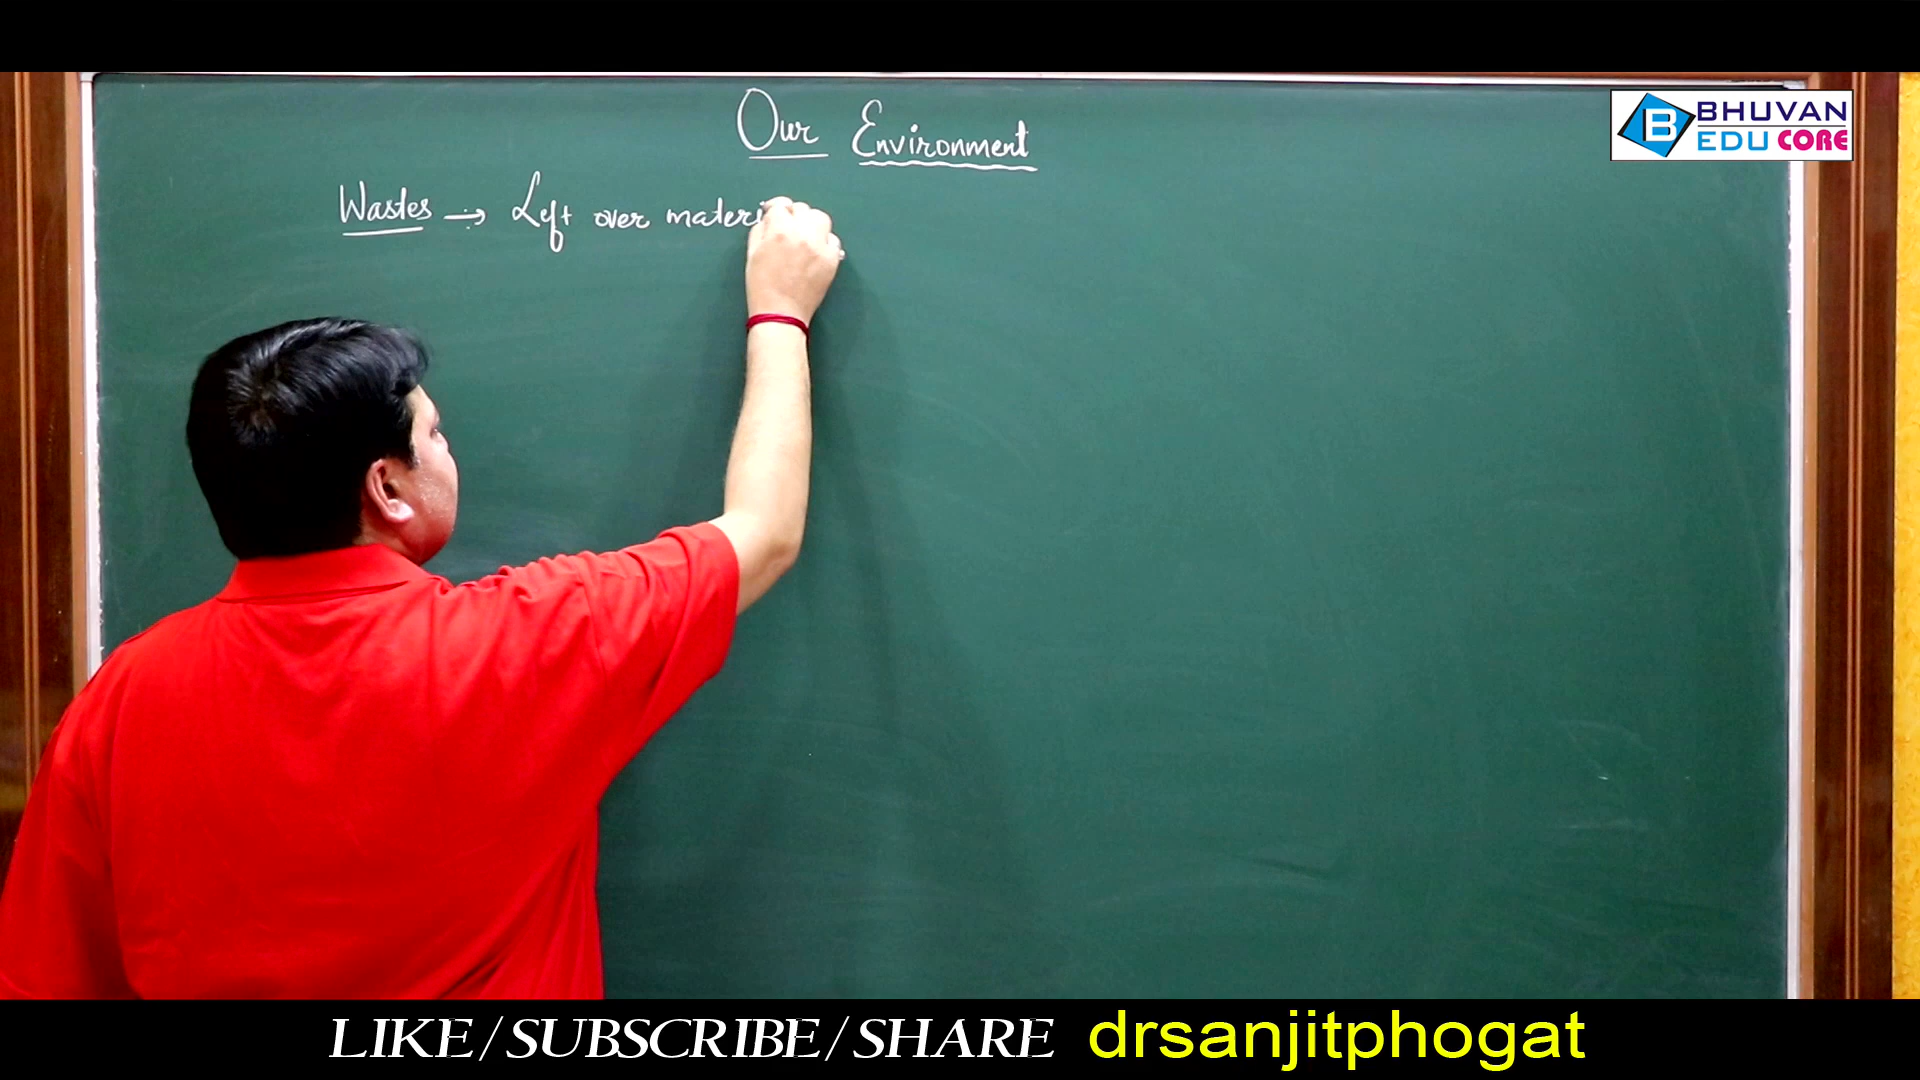 Our Environment
BHUVAN
EDU CORE
Wastes → Left over materi
LIKE/SUBSCRIBE/SHARE drsanjitphogat